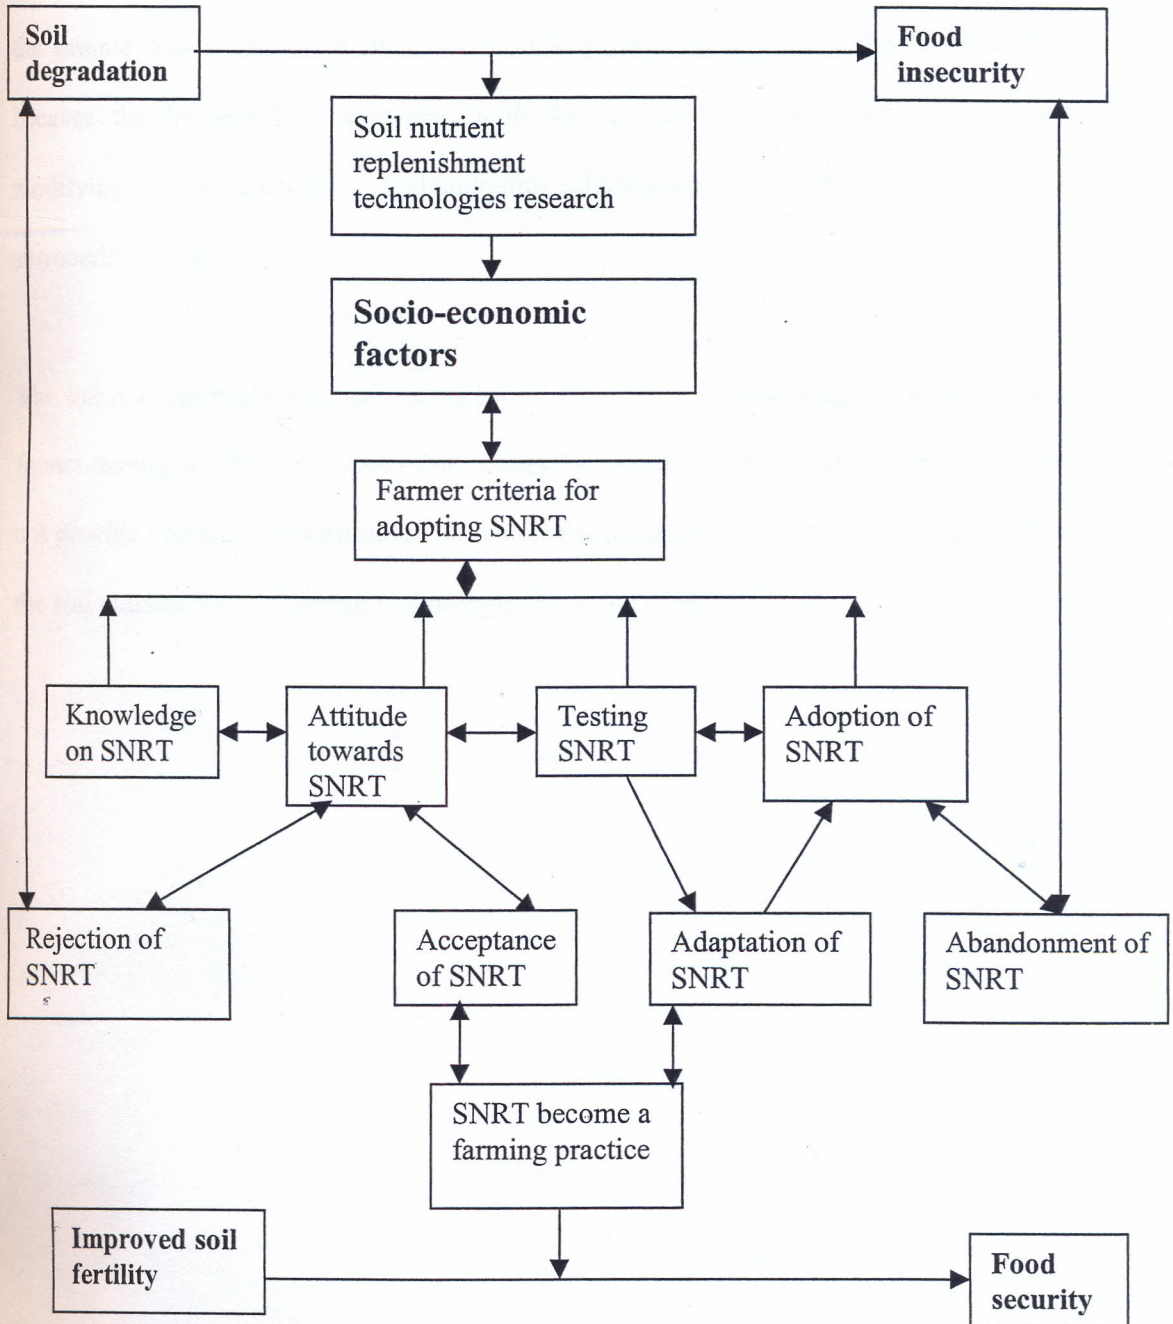 Soil
degradation
Food
insecurity
Soil nutrient
replenishment
technologies research
Socio-economic
factors
Farmer criteria for
adopting SNRT
Knowledge
on SNRT
Attitude
towards
SNRT
Testing
SNRT
Adoption of
SNRT
Rejection of
SNRT
Acceptance
of SNRT
Adaptation of
SNRT
Abandonment of
SNRT
SNRT become a
farming practice
Improved soil
fertility
Food
security